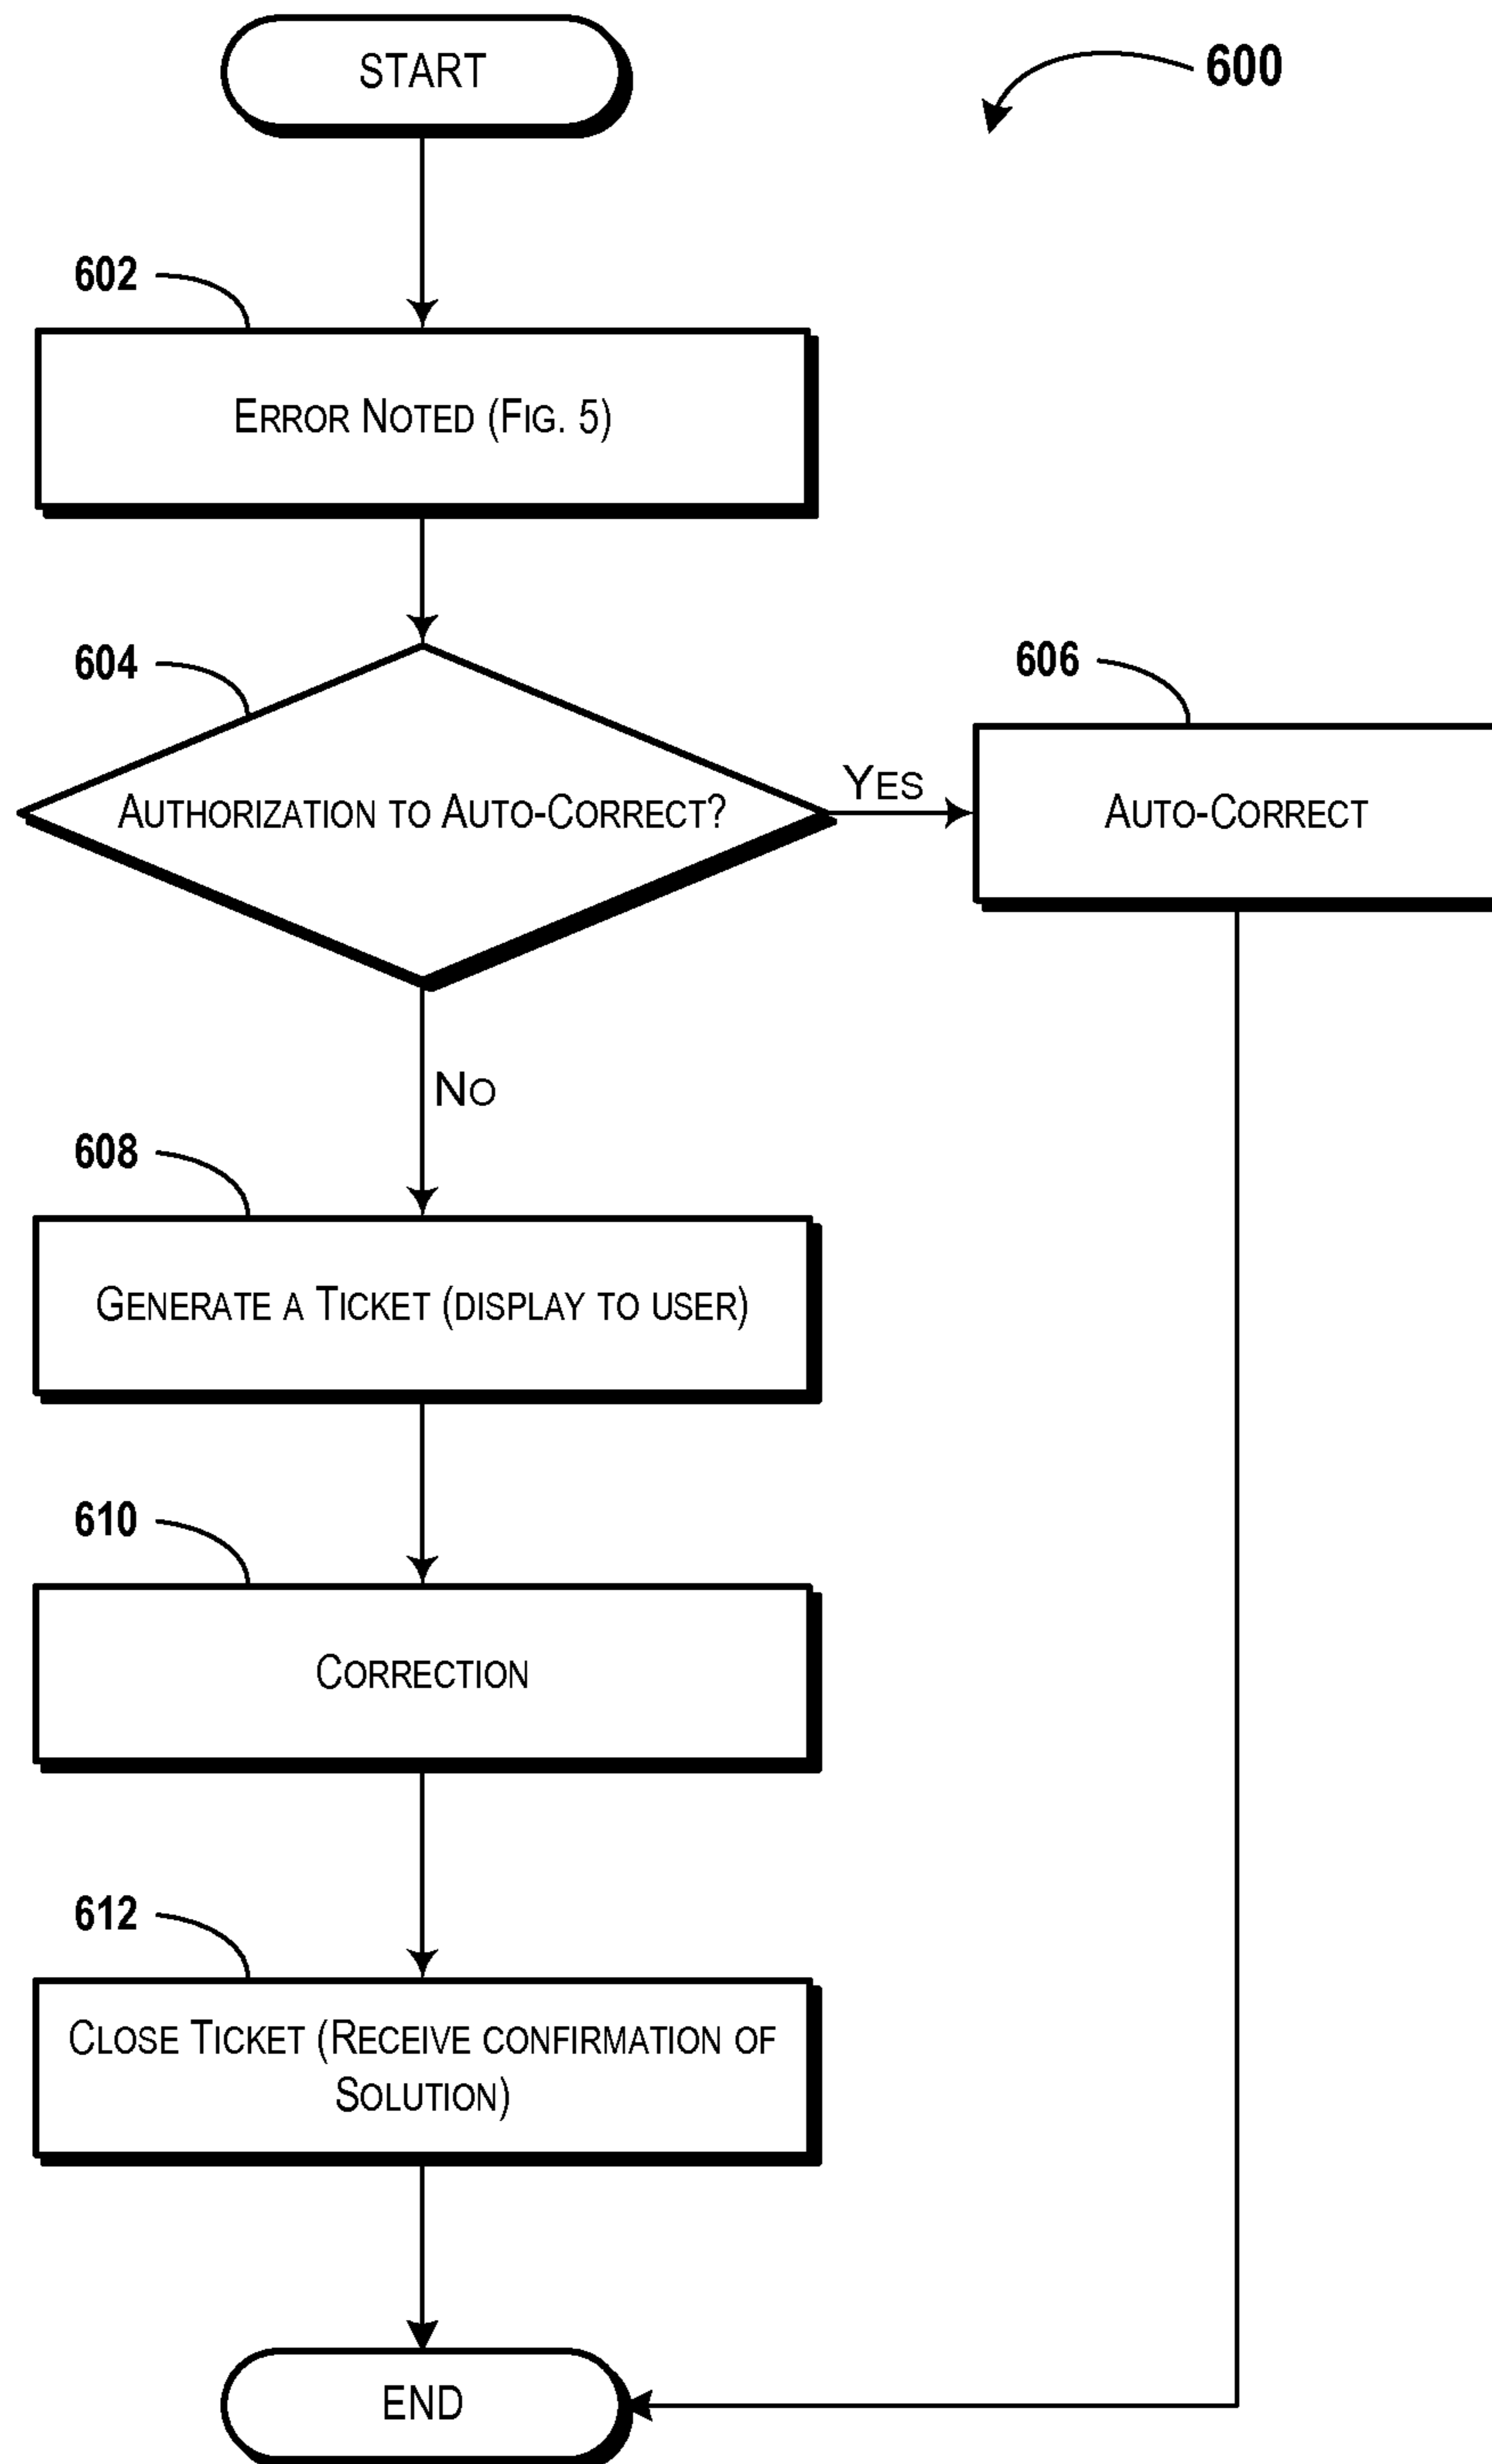 START
600
602
Error Noted (Fig. 5)
604
Authorization to Auto-Correct?
Yes
606
Auto-Correct
No
608
Generate a Ticket (display to user)
610
Correction
612
Close Ticket (Receive confirmation of
Solution)
END